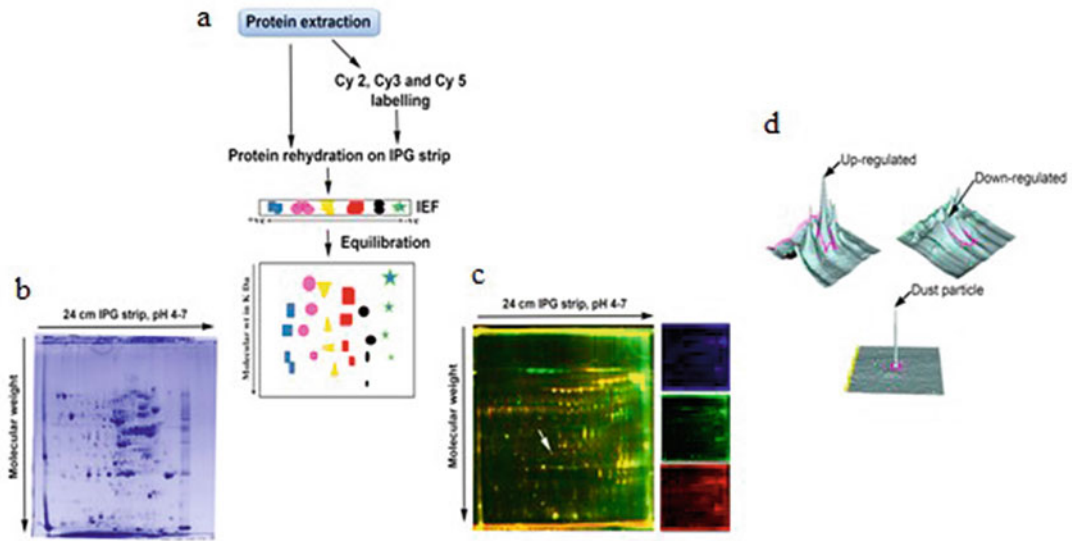 a
Protein extraction
Cy 2, Cy3 and Cy 5
labelling
Protein rehydration on IPG strip
IEF
+ve
-ve
Equilibration
Molecular wt in K Da
b
24 cm IPG strip, pH 4-7
Molecular weight
c
24 cm IPG strip, pH 4-7
Molecular weight
d
Up-regulated
Down-regulated
Dust particle